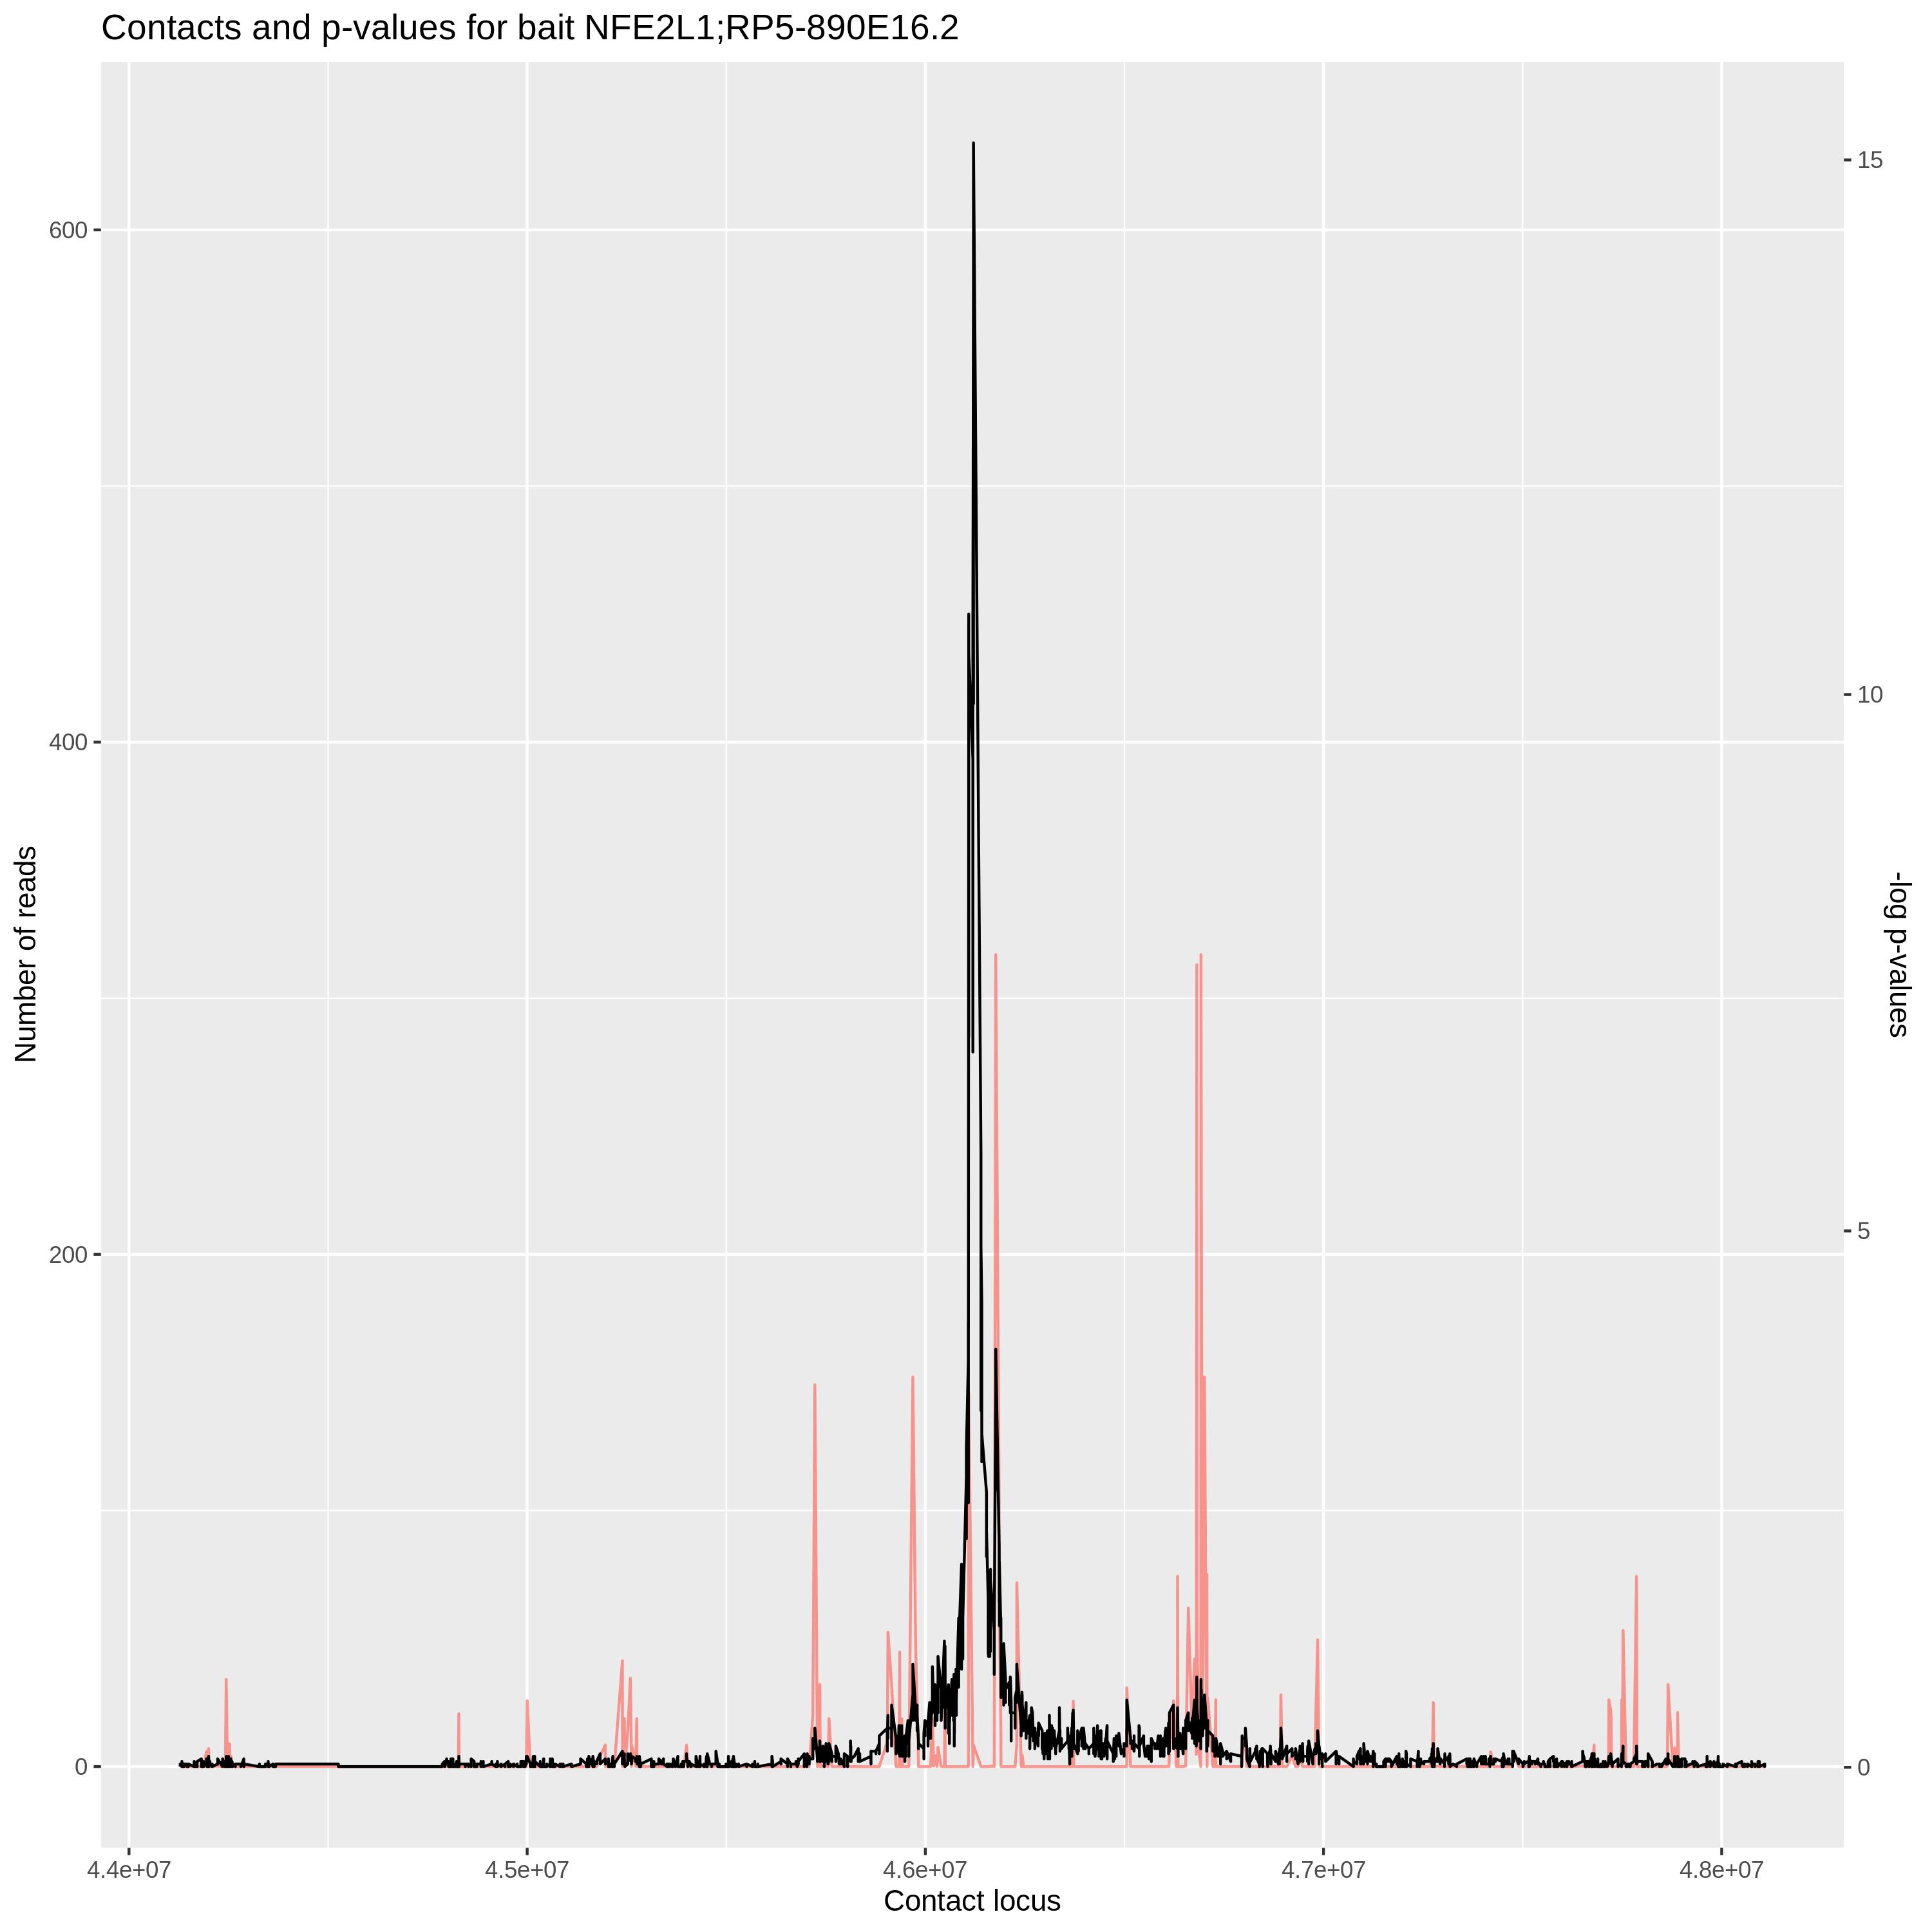 Contacts and p-values for bait NFE2L1;RP5-890E16.2
Number of reads
600
400
200
0
15
10
5
0
-log p-values
4.4e+07
4.5e+07
4.6e+07
4.7e+07
4.8e+07
Contact locus